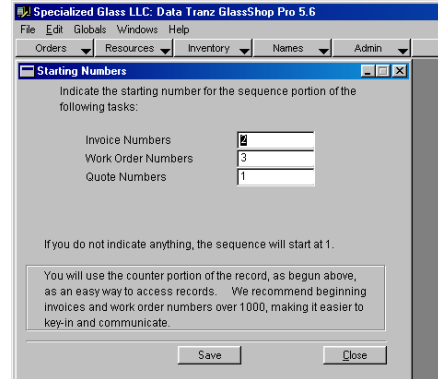 Specialized Glass LLC: Data Tranz GlassShop Pro 5.6
File Edit Globals Windows Help
Orders Resources Inventory Names Admin
Starting Numbers
Indicate the starting number for the sequence portion of the
following tasks:
Invoice Numbers 2
Work Order Numbers 3
Quote Numbers 1
If you do not indicate anything, the sequence will start at 1.
You will use the counter portion of the record, as begun above,
as an easy way to access records. We recommend beginning
invoices and work order numbers over 1000, making it easier to
key-in and communicate.
Save Close